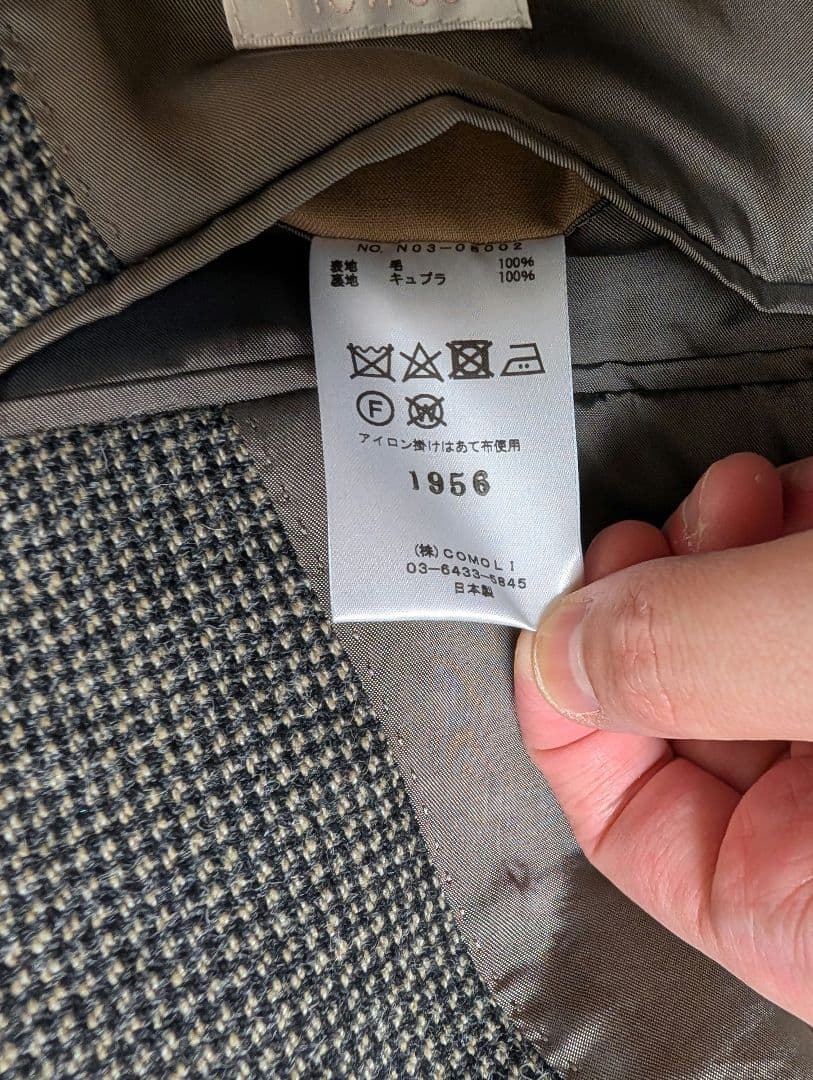 NO. N03-06002
表地 毛 100%
裏地 キュプラ 100%
F W
アイロン掛けはあて布使用
1956
(株)COMOLI
03-6433-5845
日本製